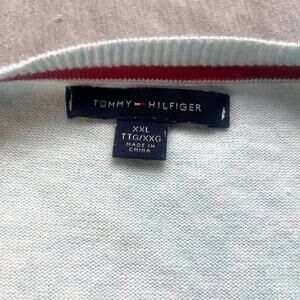 TOMMY HILFIGER
XXL
TTG/XXG
MADE IN
CHINA